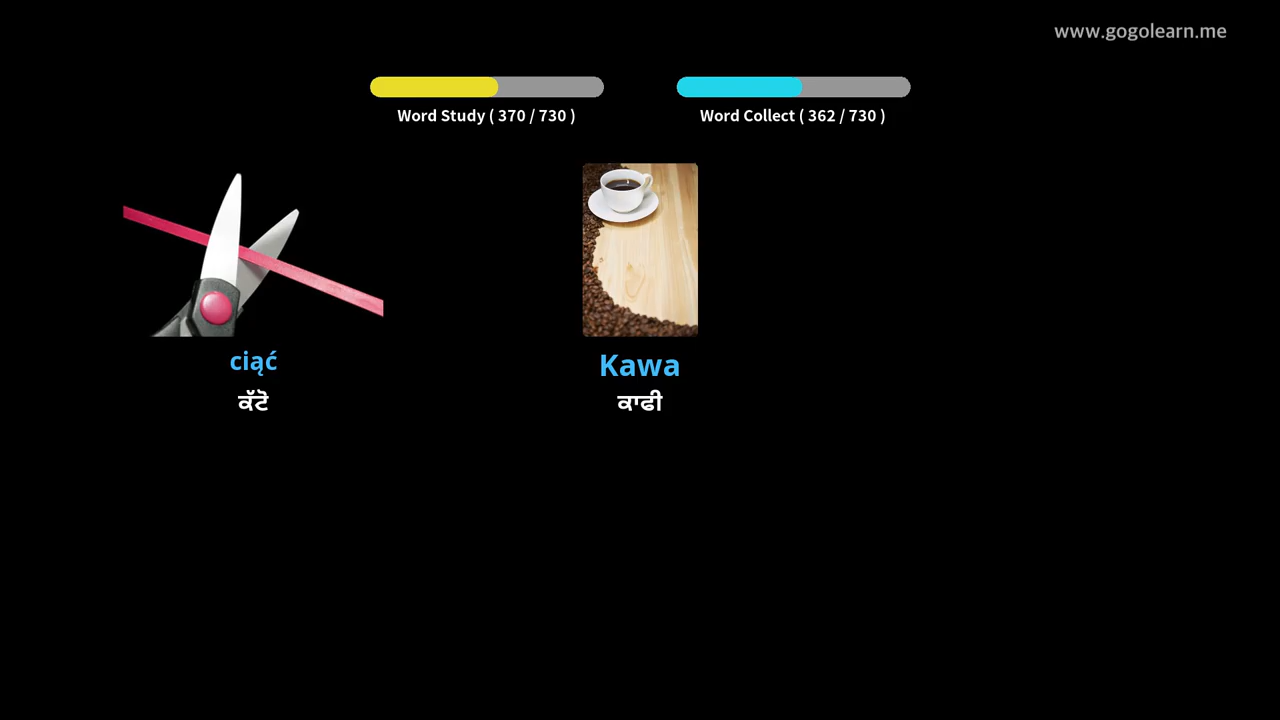 www.gogolearn.me
Word Study ( 370 / 730 )
Word Collect ( 362 / 730 )
ciąć
ਕੱਟੋ
Kawa
ਕਾਫੀ